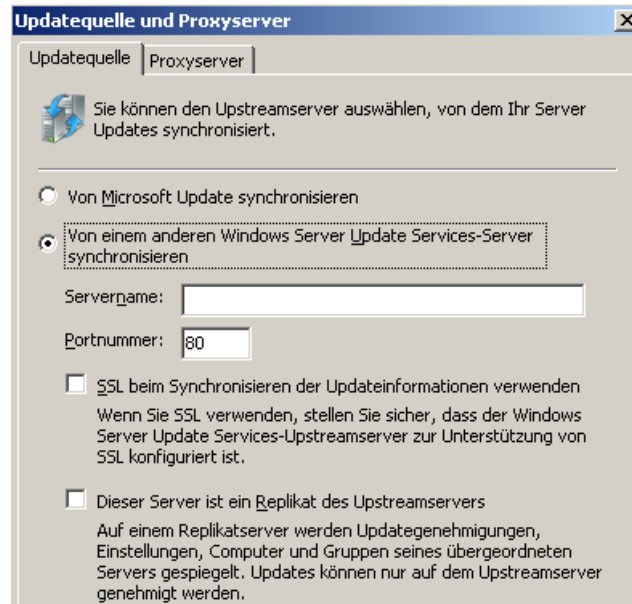 Updatequelle und Proxyserver
Updatequelle
Proxyserver
Sie können den Upstreamserver auswählen, von dem Ihr Server
Updates synchronisiert.
Von Microsoft Update synchronisieren
Von einem anderen Windows Server Update Services-Server
synchronisieren
Servername:
Portnummer: 80
SSL beim Synchronisieren der Updateinformationen verwenden
Wenn Sie SSL verwenden, stellen Sie sicher, dass der Windows
Server Update Services-Upstreamserver zur Unterstützung von
SSL konfiguriert ist.
Dieser Server ist ein Replikat des Upstreamservers
Auf einem Replikatserver werden Updategenehmigungen,
Einstellungen, Computer und Gruppen seines übergeordneten
Servers gespiegelt. Updates können nur auf dem Upstreamserver
genehmigt werden.